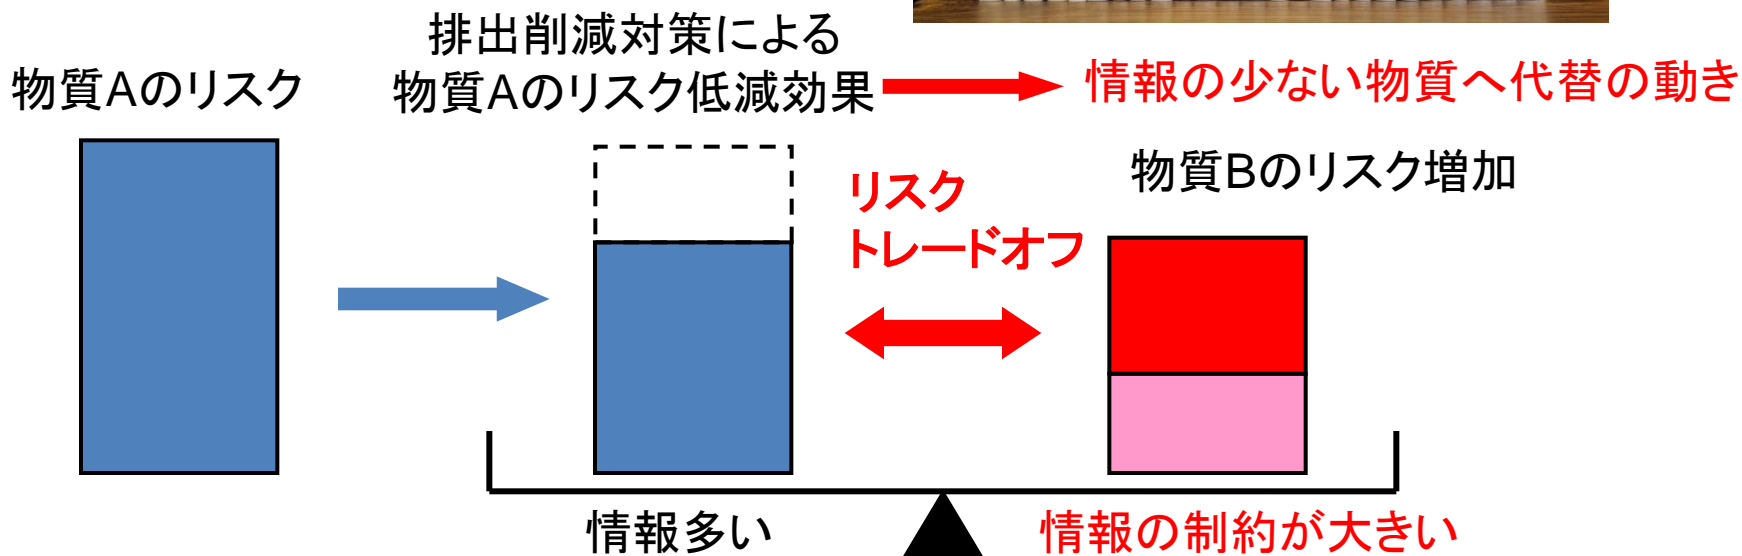 排出削減対策による
物質Aのリスク
物質Aのリスク低減効果
情報の少ない物質へ代替の動き
物質Bのリスク増加
リスク
トレードオフ
情報多い
情報の制約が大きい